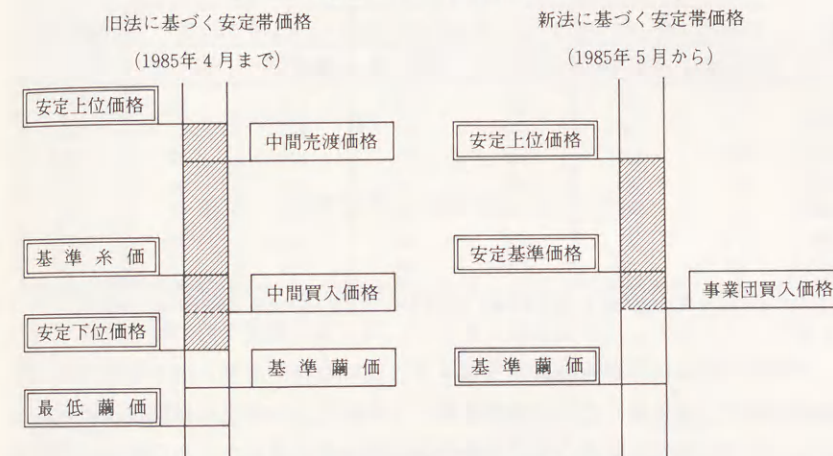 旧法に基づく安定帯価格
(1985年4月まで)
安定上位価格
中間売渡価格
基準糸価
中間買入価格
安定下位価格
基準繭価
最低繭価
新法に基づく安定帯価格
(1985年5月から)
安定上位価格
安定基準価格
事業団買入価格
基準繭価